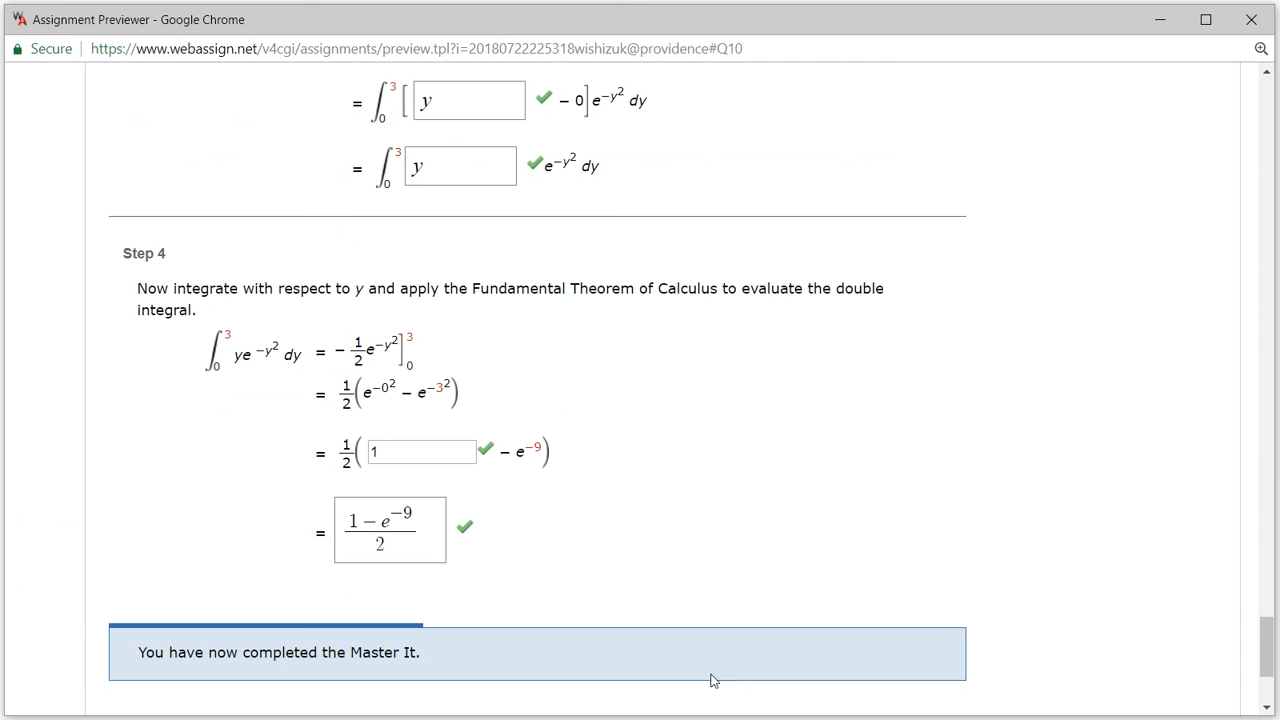 Assignment Previewer - Google Chrome
Secure | https://www.webassign.net/v4cgi/assignments/preview.tpl?i=20180722225318wishizuk@providence#Q10
= ∫₀³ [ y − 0 ] e^(−y²) dy
= ∫₀³ y e^(−y²) dy
Step 4
Now integrate with respect to y and apply the Fundamental Theorem of Calculus to evaluate the double
integral.
∫₀³ ye^(−y²) dy = − 1/2 e^(−y²) ]₀³
= 1/2 ( e^(−0²) − e^(−3²) )
= 1/2 ( 1 − e^(−9) )
= (1 − e^(−9))/2
You have now completed the Master It.